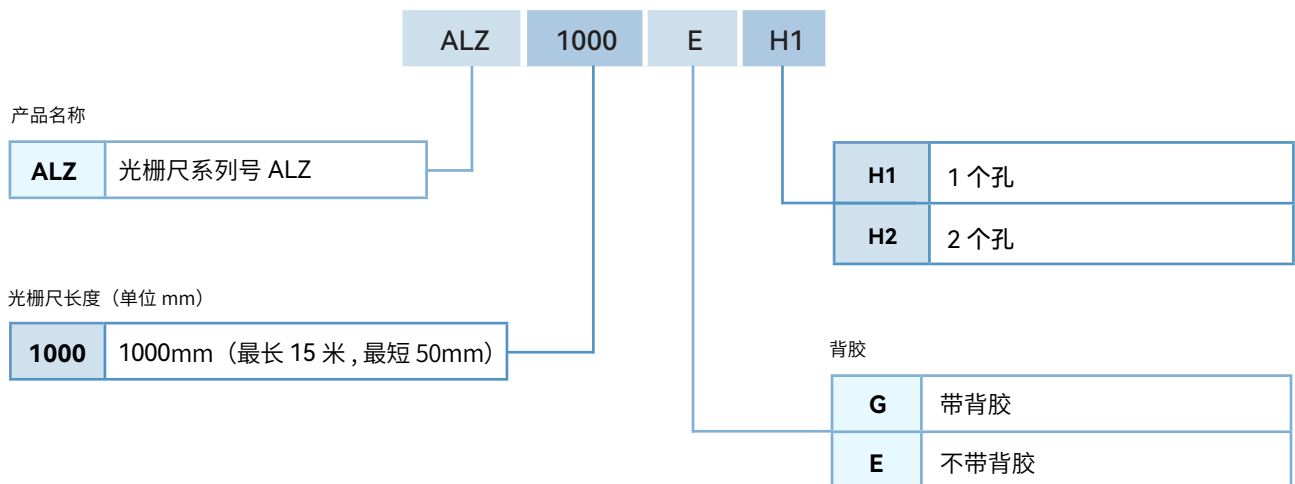 ALZ 1000 E H1
产品名称
ALZ 光栅尺系列号 ALZ
H1 1 个孔
H2 2 个孔
光栅尺长度（单位 mm）
1000 1000mm（最长 15 米 , 最短 50mm）
背胶
G 带背胶
E 不带背胶